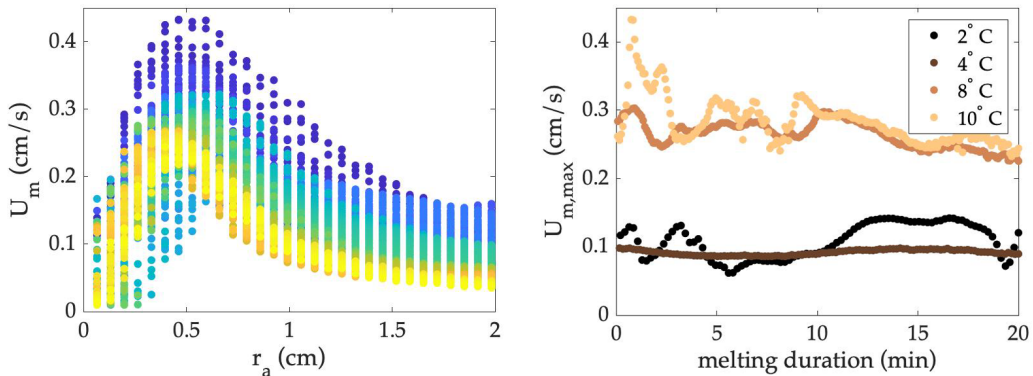 0.4
0.3
0.2
0.1
0
U_m (cm/s)
0 0.5 1 1.5 2
r_a (cm)
0.4
0.3
0.2
0.1
0
U_m,max (cm/s)
2° C
4° C
8° C
10° C
0 5 10 15 20
melting duration (min)